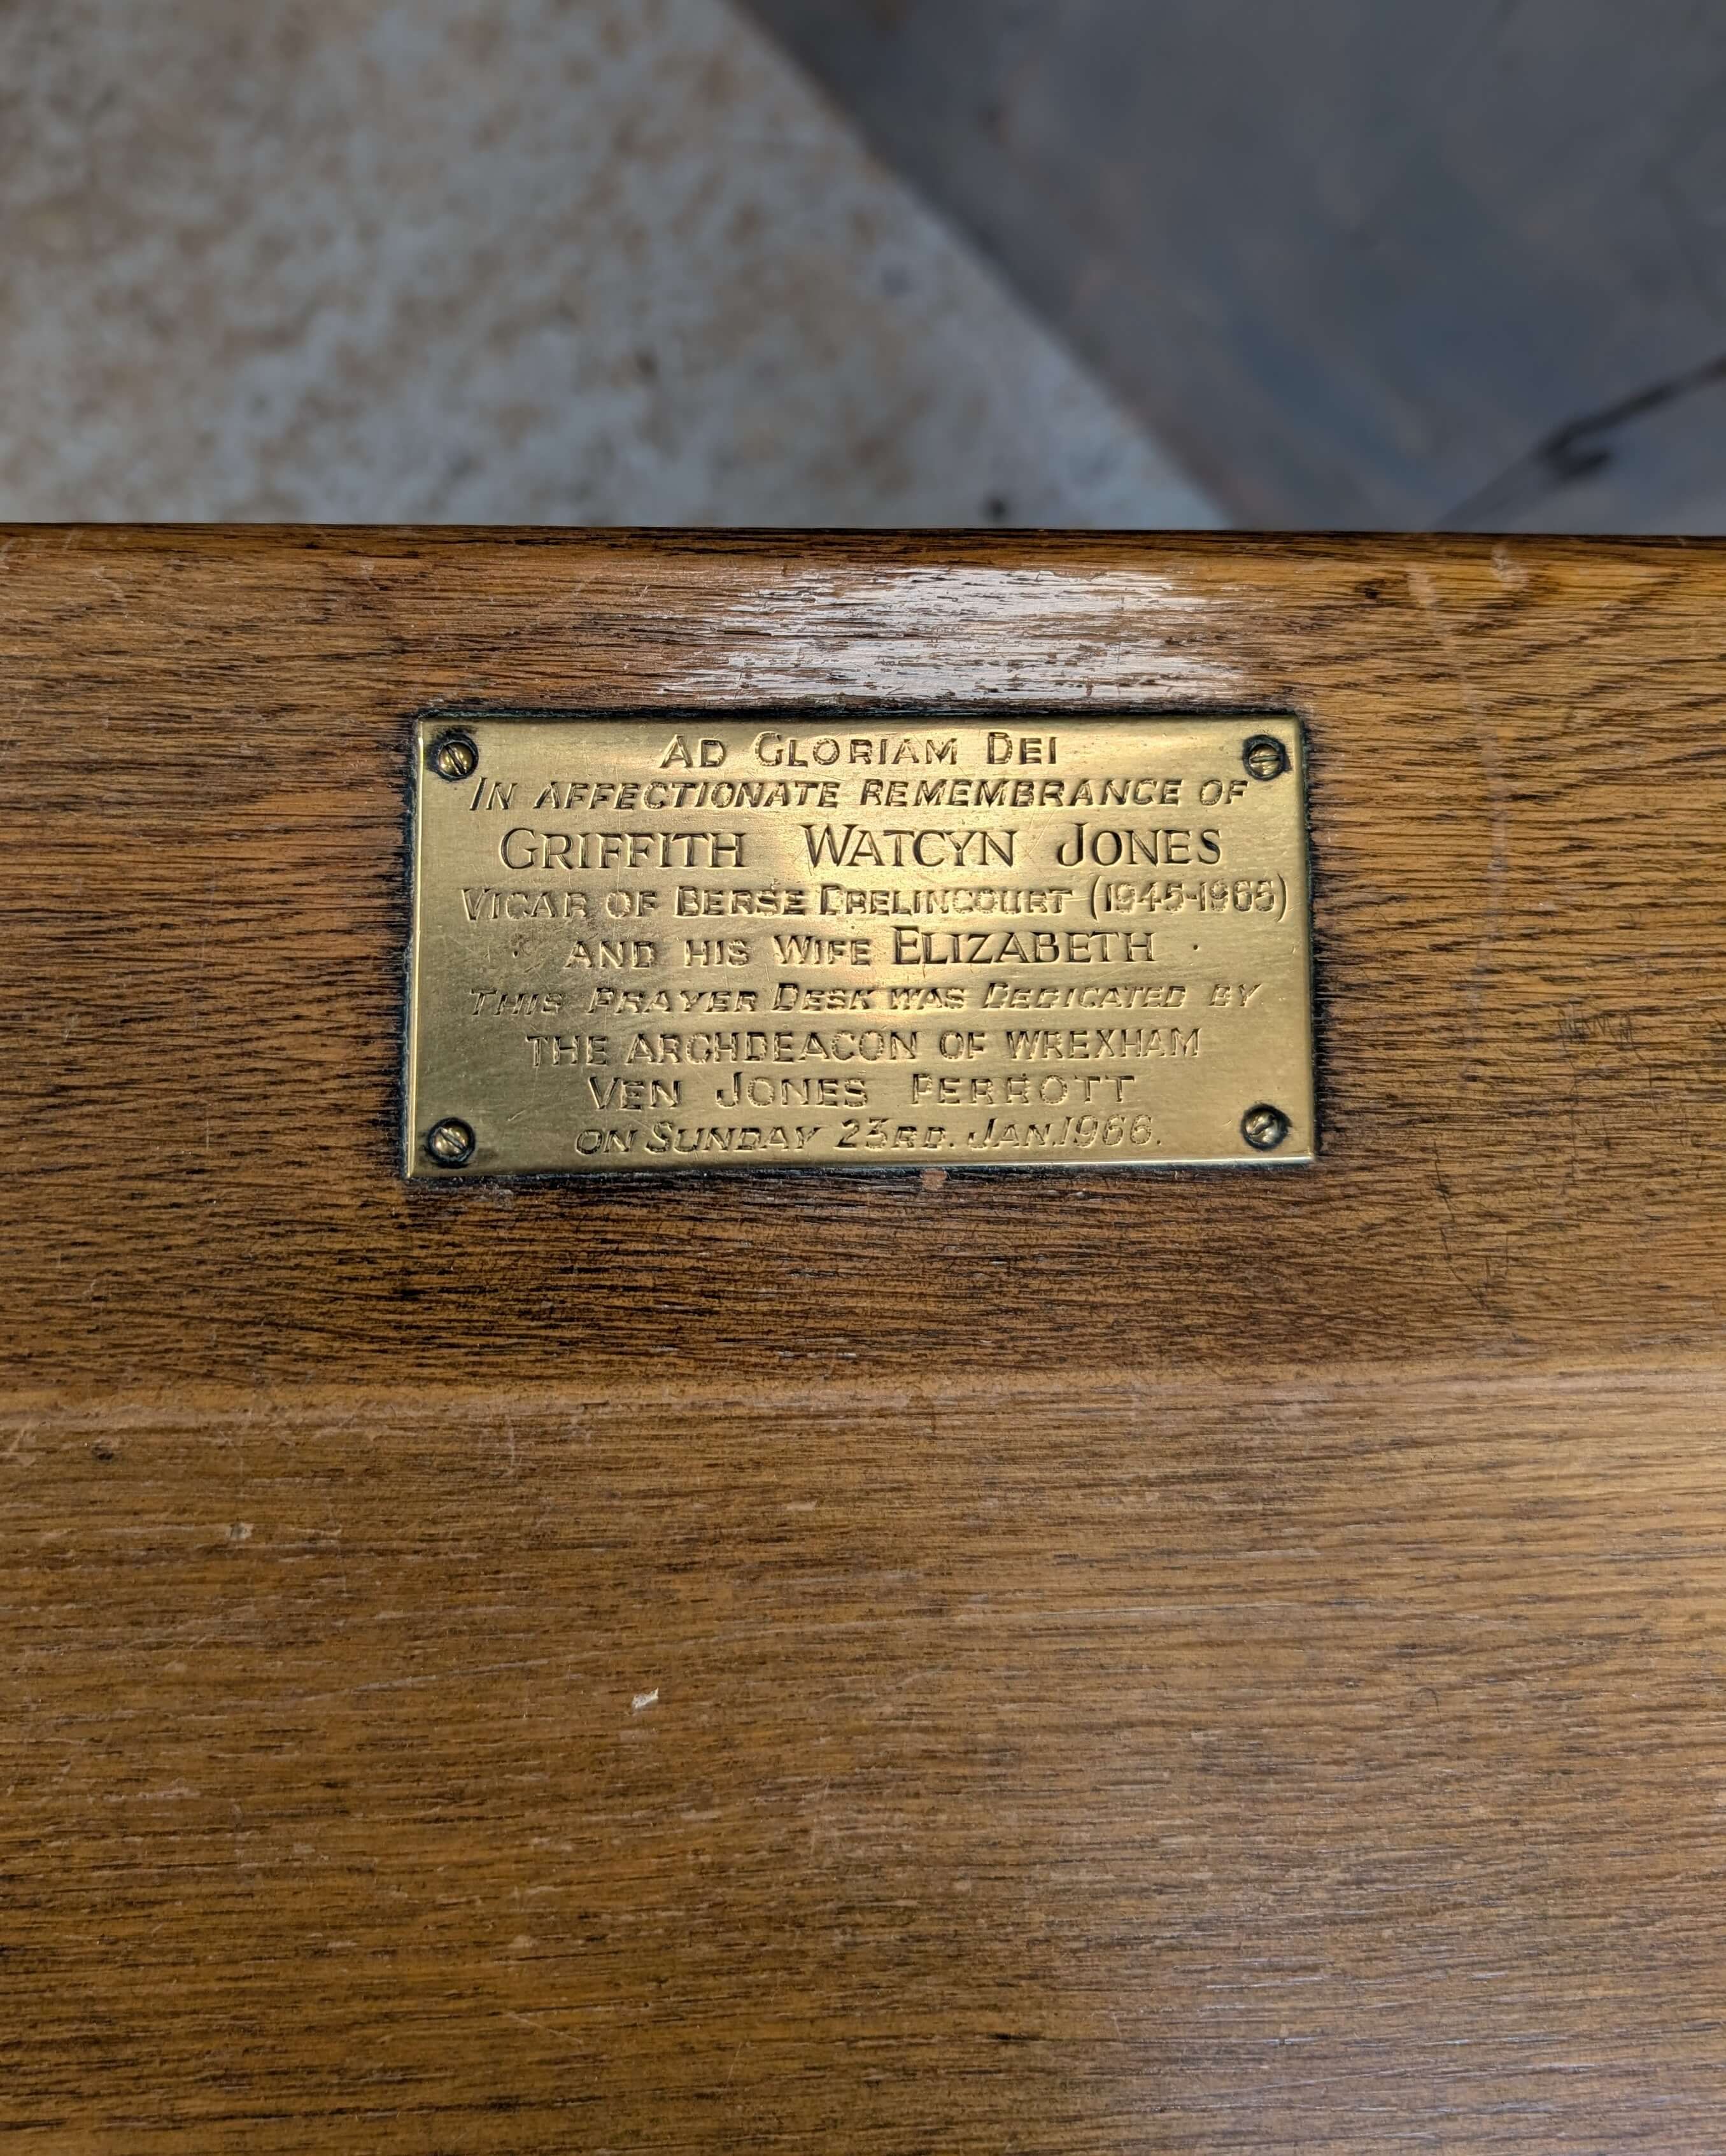 AD GLORIAM DEI
IN AFFECTIONATE REMEMBRANCE OF
GRIFFITH WATCYN JONES
VICAR OF BERSE DRELINCOURT (1945-1965)
AND HIS WIFE ELIZABETH
THIS PRAYER DESK WAS DEDICATED BY
THE ARCHDEACON OF WREXHAM
VEN JONES PERROTT
ON SUNDAY 23RD. JAN. 1966.